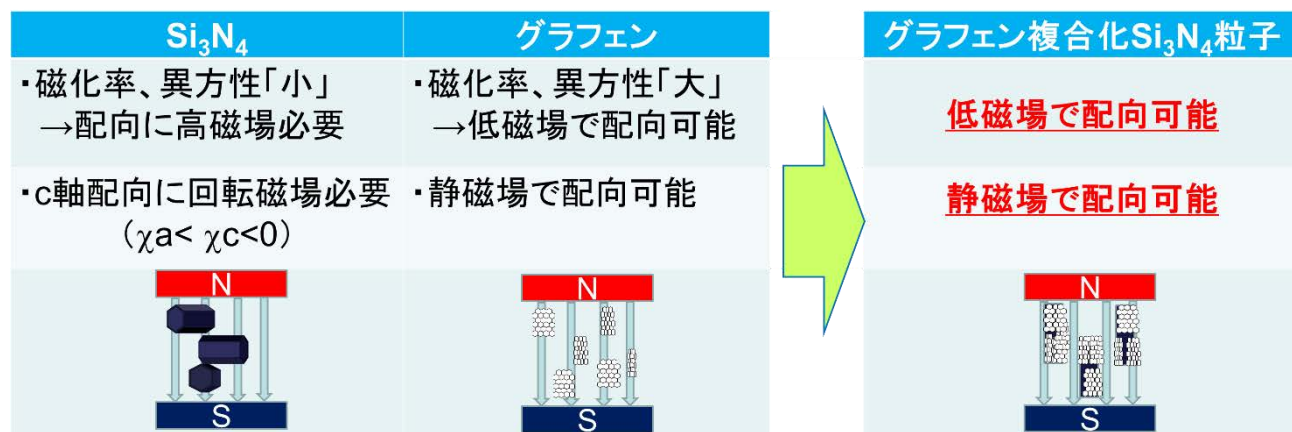 Si₃N₄
・磁化率、異方性「小」
→配向に高磁場必要
・c軸配向に回転磁場必要
（χa< χc<0）
N
S
グラフェン
・磁化率、異方性「大」
→低磁場で配向可能
・静磁場で配向可能
N
S
グラフェン複合化Si₃N₄粒子
低磁場で配向可能
静磁場で配向可能
N
S